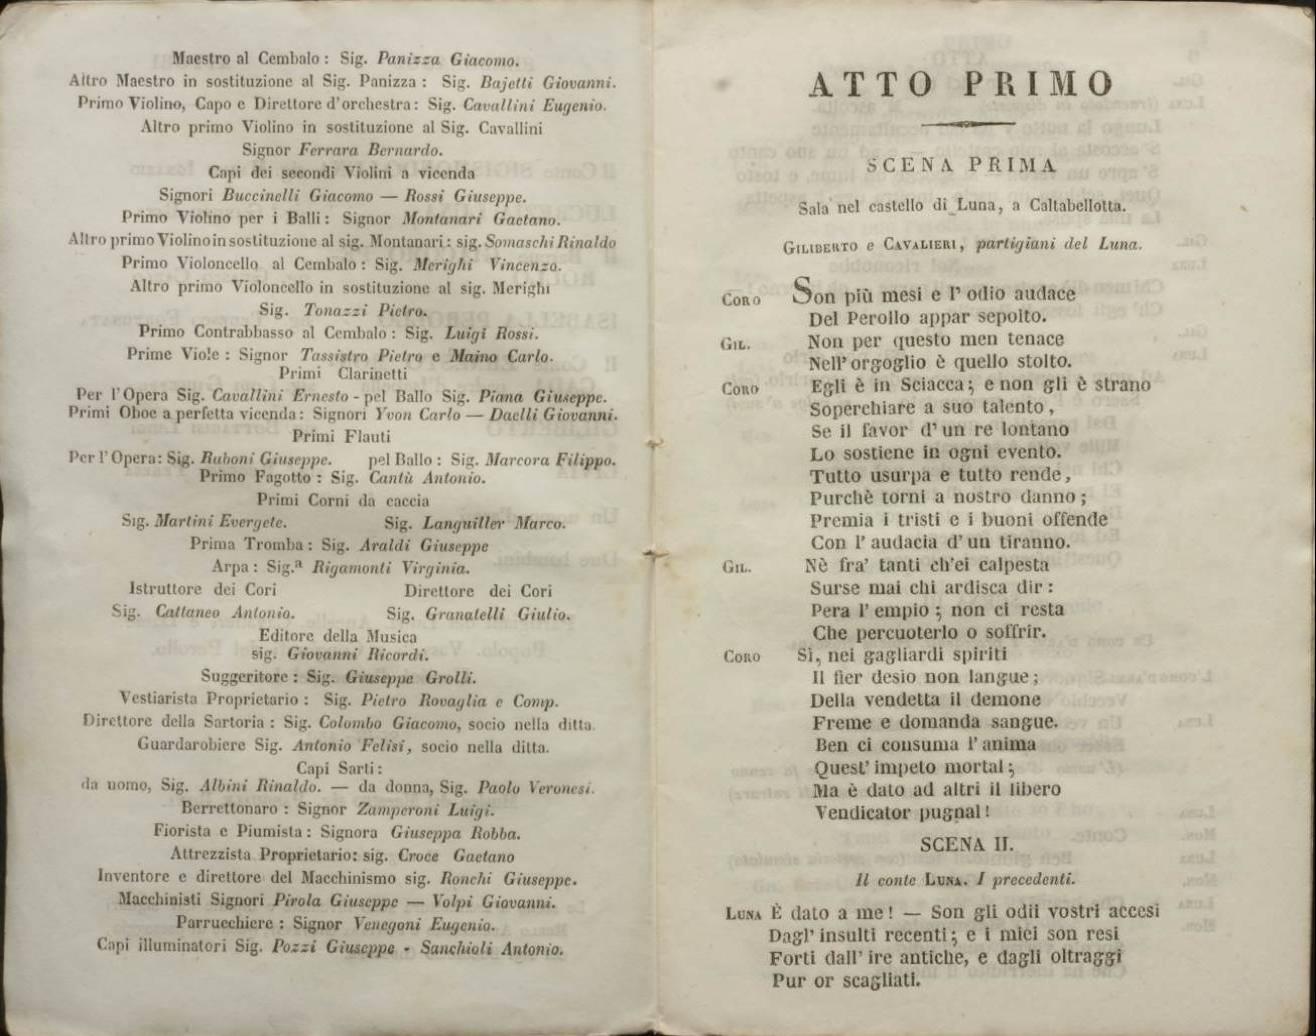 Maestro al Cembalo : Sig. Panizza Giacomo.
Altro Maestro in sostituzione al Sig. Panizza : Sig. Bajetti Giovanni.
Primo Violino, Capo e Direttore d'orchestra : Sig. Cavallini Eugenio.
Altro primo Violino in sostituzione al Sig. Cavallini
Signor Ferrara Bernardo.
Capi dei secondi Violini a vicenda
Signori Buccinelli Giacomo — Rossi Giuseppe.
Primo Violino per i Balli : Signor Montanari Gaetano.
Altro primo Violino in sostituzione al sig. Montanari : sig. Somaschi Rinaldo
Primo Violoncello al Cembalo : Sig. Merighi Vincenzo.
Altro primo Violoncello in sostituzione al sig. Merighi
Sig. Tonazzi Pietro.
Primo Contrabbasso al Cembalo : Sig. Luigi Rossi.
Prime Viole : Signor Tassistro Pietro e Maino Carlo.
Primi Clarinetti
Per l'Opera Sig. Cavallini Ernesto - pel Ballo Sig. Piana Giuseppe.
Primi Oboe a perfetta vicenda : Signori Yvon Carlo — Daelli Giovanni.
Primi Flauti
Per l'Opera : Sig. Raboni Giuseppe. pel Ballo : Sig. Marcora Filippo.
Primo Fagotto : Sig. Cantù Antonio.
Primi Corni da caccia
Sig. Martini Evergete. Sig. Languiller Marco.
Prima Tromba : Sig. Araldi Giuseppe
Arpa : Sig.a Rigamonti Virginia.
Istruttore dei Cori Direttore dei Cori
Sig. Cattaneo Antonio. Sig. Granatelli Giulio.
Editore della Musica
sig. Giovanni Ricordi.
Suggeritore : Sig. Giuseppe Grolli.
Vestiarista Proprietario : Sig. Pietro Rovaglia e Comp.
Direttore della Sartoria : Sig. Colombo Giacomo, socio nella ditta.
Guardarobiere Sig. Antonio Felisi, socio nella ditta.
Capi Sarti :
da uomo, Sig. Albini Rinaldo. — da donna, Sig. Paolo Veronesi.
Berrettonaro : Signor Zamperoni Luigi.
Fiorista e Piumista : Signora Giuseppa Robba.
Attrezzista Proprietario: sig. Croce Gaetano
Inventore e direttore del Macchinismo sig. Ronchi Giuseppe.
Macchinisti Signori Pirola Giuseppe — Volpi Giovanni.
Parrucchiere : Signor Venegoni Eugenio.
Capi illuminatori Sig. Pozzi Giuseppe - Sanchioli Antonio.
ATTO PRIMO
SCENA PRIMA
Sala nel castello di Luna, a Caltabellotta.
GILIBERTO e CAVALIERI, partigiani del Luna.
CORO Son più mesi e l'odio audace
Del Perollo appar sepolto.
GIL. Non per questo men tenace
Nell'orgoglio è quello stolto.
CORO Egli è in Sciacca; e non gli è strano
Soperchiare a suo talento,
Se il favor d'un re lontano
Lo sostiene in ogni evento.
Tutto usurpa e tutto rende,
Purchè torni a nostro danno;
Premia i tristi e i buoni offende
Con l'audacia d'un tiranno.
GIL. Nè fra' tanti ch'ei calpesta
Surse mai chi ardisca dir :
Pera l'empio; non ci resta
Che percuoterlo o soffrir.
CORO Sì, nei gagliardi spiriti
Il fier desio non langue;
Della vendetta il demone
Freme e domanda sangue.
Ben ci consuma l'anima
Quest'impeto mortal;
Ma è dato ad altri il libero
Vendicator pugnal!
SCENA II.
Il conte LUNA. I precedenti.
LUNA È dato a me! — Son gli odii vostri accesi
Dagl'insulti recenti; e i miei son resi
Forti dall'ire antiche, e dagli oltraggi
Pur or scagliati.